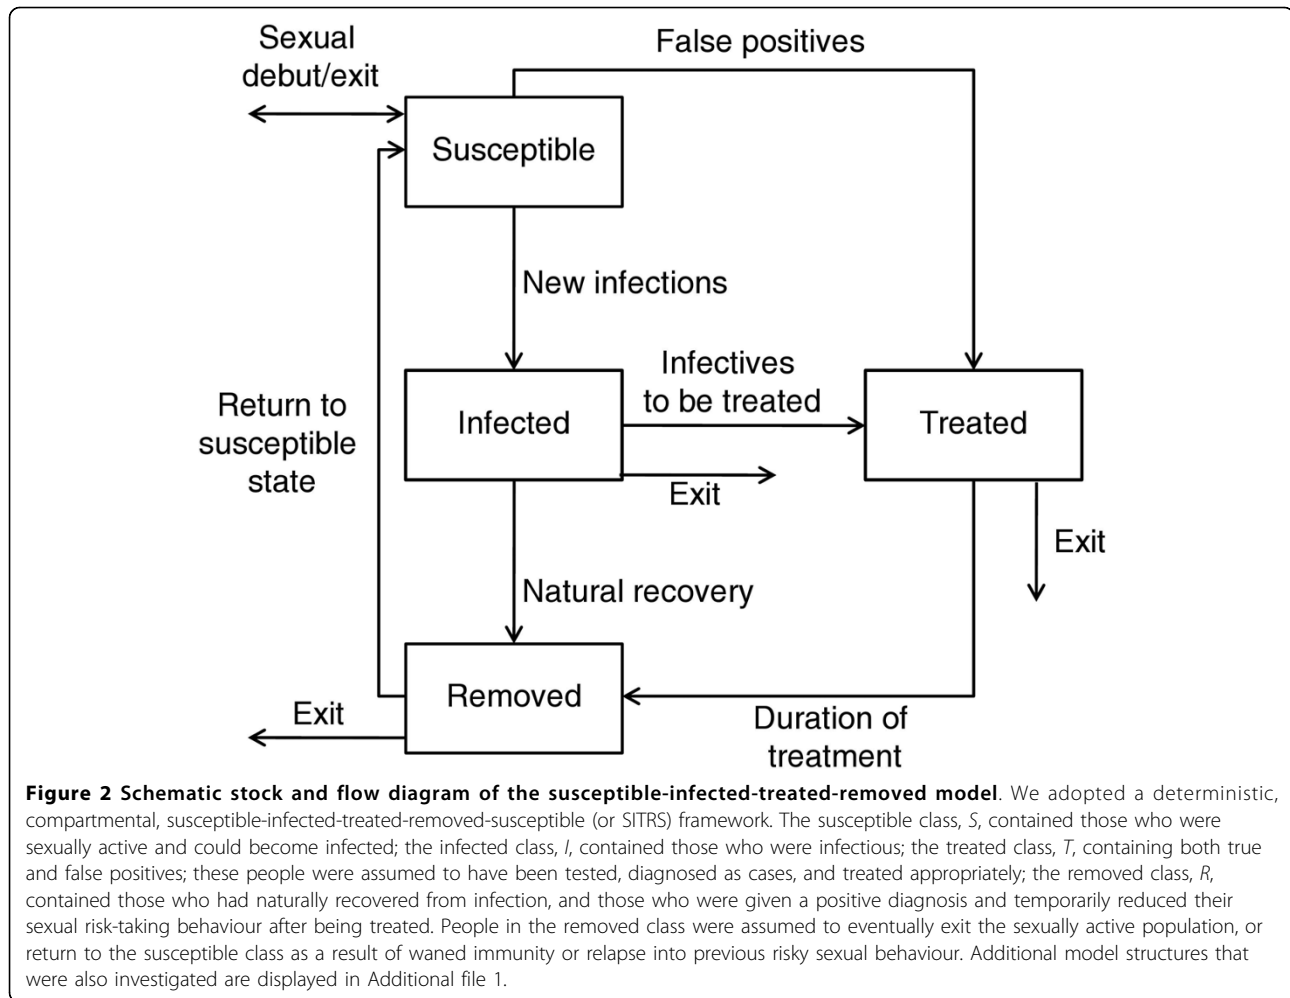 Sexual
debut/exit
False positives
Susceptible
New infections
Return to
susceptible
state
Infected
Infectives
to be treated
Treated
Exit
Exit
Natural recovery
Removed
Exit
Duration of
treatment
Figure 2 Schematic stock and flow diagram of the susceptible-infected-treated-removed model. We adopted a deterministic,
compartmental, susceptible-infected-treated-removed-susceptible (or SITRS) framework. The susceptible class, S, contained those who were
sexually active and could become infected; the infected class, I, contained those who were infectious; the treated class, T, containing both true
and false positives; these people were assumed to have been tested, diagnosed as cases, and treated appropriately; the removed class, R,
contained those who had naturally recovered from infection, and those who were given a positive diagnosis and temporarily reduced their
sexual risk-taking behaviour after being treated. People in the removed class were assumed to eventually exit the sexually active population, or
return to the susceptible class as a result of waned immunity or relapse into previous risky sexual behaviour. Additional model structures that
were also investigated are displayed in Additional file 1.